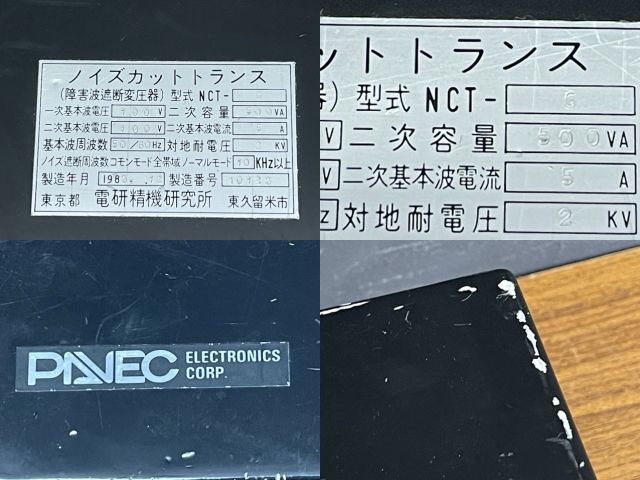 ノイズカットトランス
(障害波遮断変圧器) 型式 NCT-
一次基本波電圧 100 V 二次容量 500 VA
二次基本波電圧 100 V 二次基本波電流 5 A
基本波周波数 50/60 Hz 対地耐電圧 2 KV
ノイズ遮断周波数コモンモード全帯域ノーマルモード 10 KHz以上
製造年月 198 . 12 製造番号
東京都 電研精機研究所 東久留米市
ットトランス
器) 型式 NCT- 5
V 二次容量 500 VA
V 二次基本波電流 5 A
z 対地耐電圧 2 KV
PAVEC ELECTRONICS
CORP.